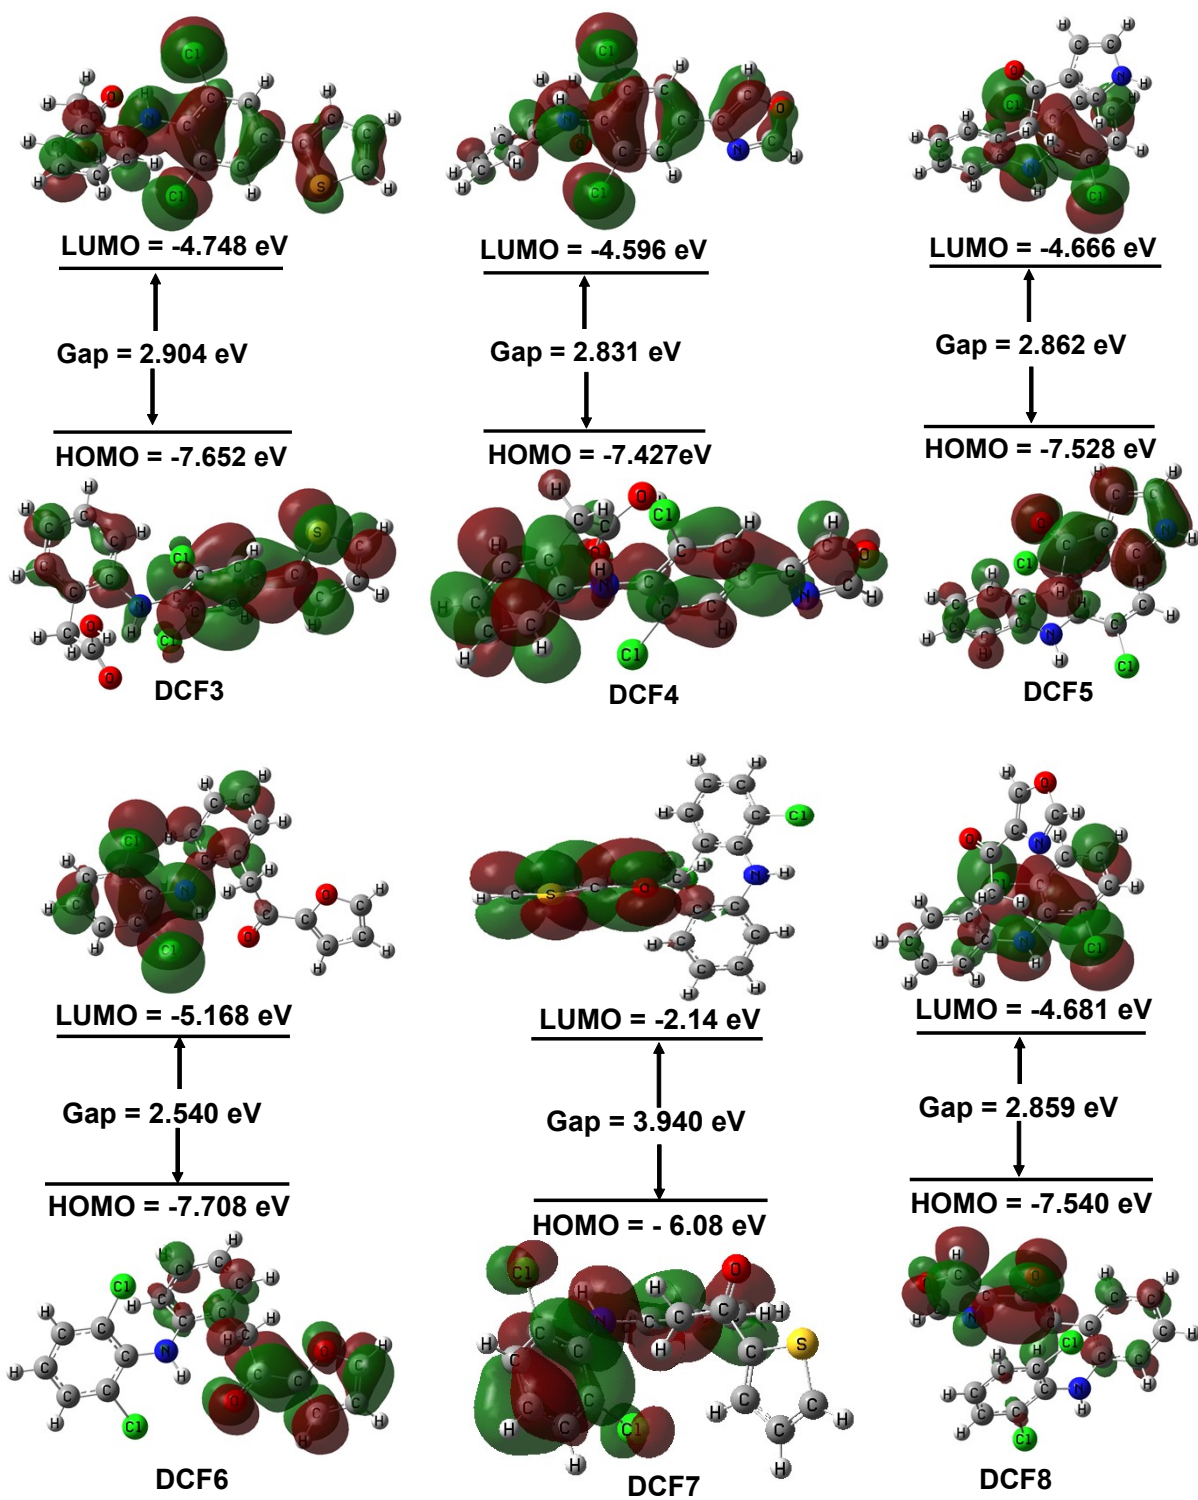 LUMO = -4.748 eV
Gap = 2.904 eV
HOMO = -7.652 eV
DCF3
LUMO = -4.596 eV
Gap = 2.831 eV
HOMO = -7.427eV
DCF4
LUMO = -4.666 eV
Gap = 2.862 eV
HOMO = -7.528 eV
DCF5
LUMO = -5.168 eV
Gap = 2.540 eV
HOMO = -7.708 eV
DCF6
LUMO = -2.14 eV
Gap = 3.940 eV
HOMO = - 6.08 eV
DCF7
LUMO = -4.681 eV
Gap = 2.859 eV
HOMO = -7.540 eV
DCF8